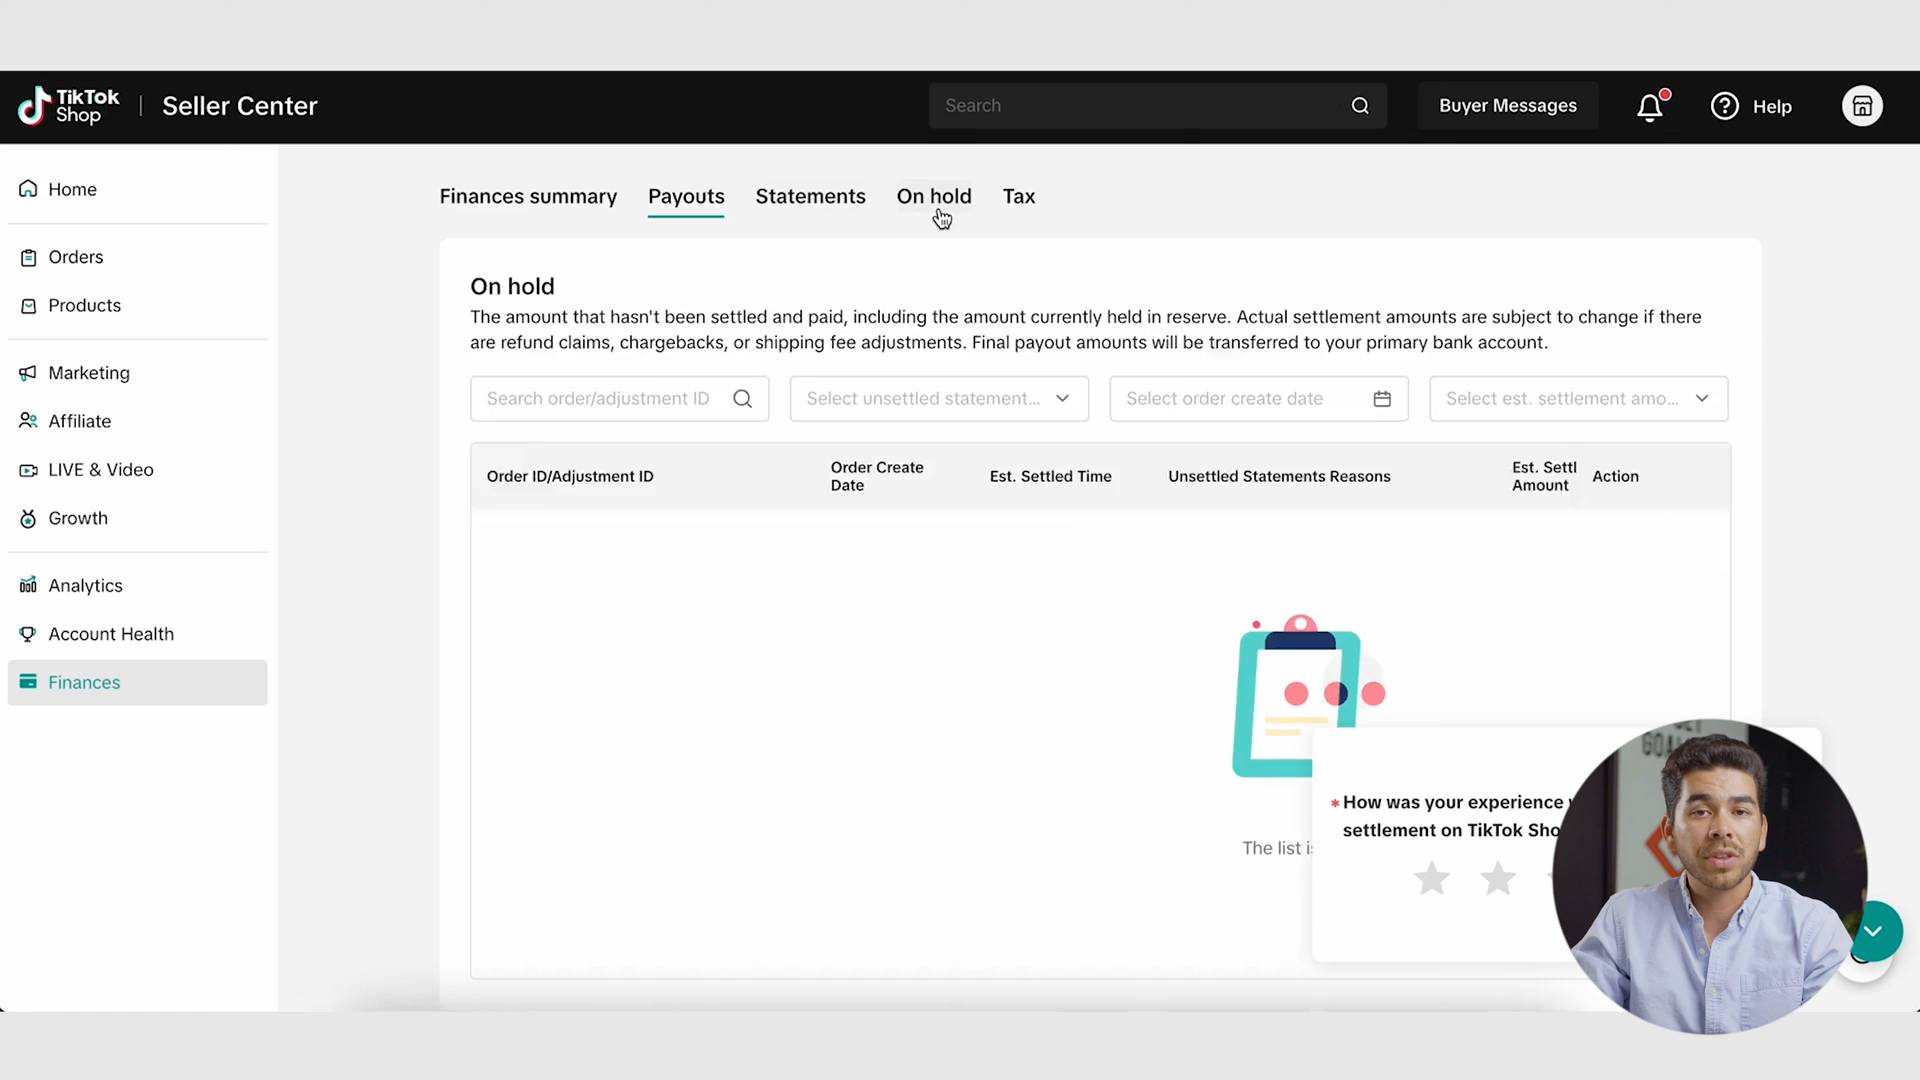 TikTok
Shop
Seller Center
Search
Buyer Messages
Help
Home
Orders
Products
Marketing
Affiliate
LIVE & Video
Growth
Analytics
Account Health
Finances
Finances summary
Payouts
Statements
On hold
Tax
On hold
The amount that hasn't been settled and paid, including the amount currently held in reserve. Actual settlement amounts are subject to change if there
are refund claims, chargebacks, or shipping fee adjustments. Final payout amounts will be transferred to your primary bank account.
Search order/adjustment ID
Select unsettled statement...
Select order create date
Select est. settlement amo...
Order ID/Adjustment ID
Order Create
Date
Est. Settled Time
Unsettled Statements Reasons
Est. Settl
Amount
Action
The list
* How was your experience
settlement on TikTok Sho